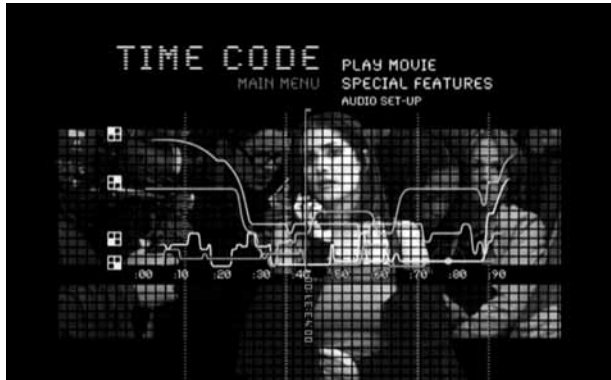 TIME CODE
MAIN MENU
PLAY MOVIE
SPECIAL FEATURES
AUDIO SET-UP
:00 :10 :20 :30 :40 :50 :60 :70 :80 :90